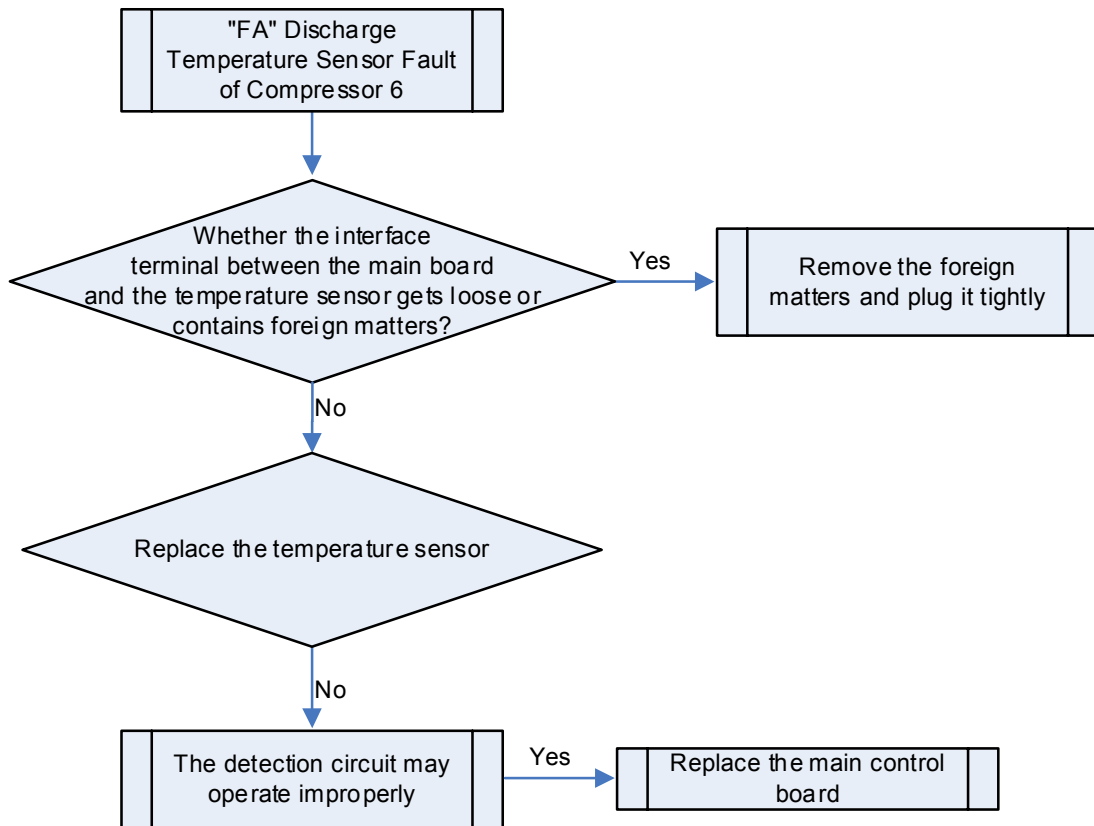 "FA" Discharge
Temperature Sensor Fault
of Compressor 6
Whether the interface
terminal between the main board
and the temperature sensor gets loose or
contains foreign matters?
Yes
Remove the foreign
matters and plug it tightly
No
Replace the temperature sensor
No
The detection circuit may
operate improperly
Yes
Replace the main control
board